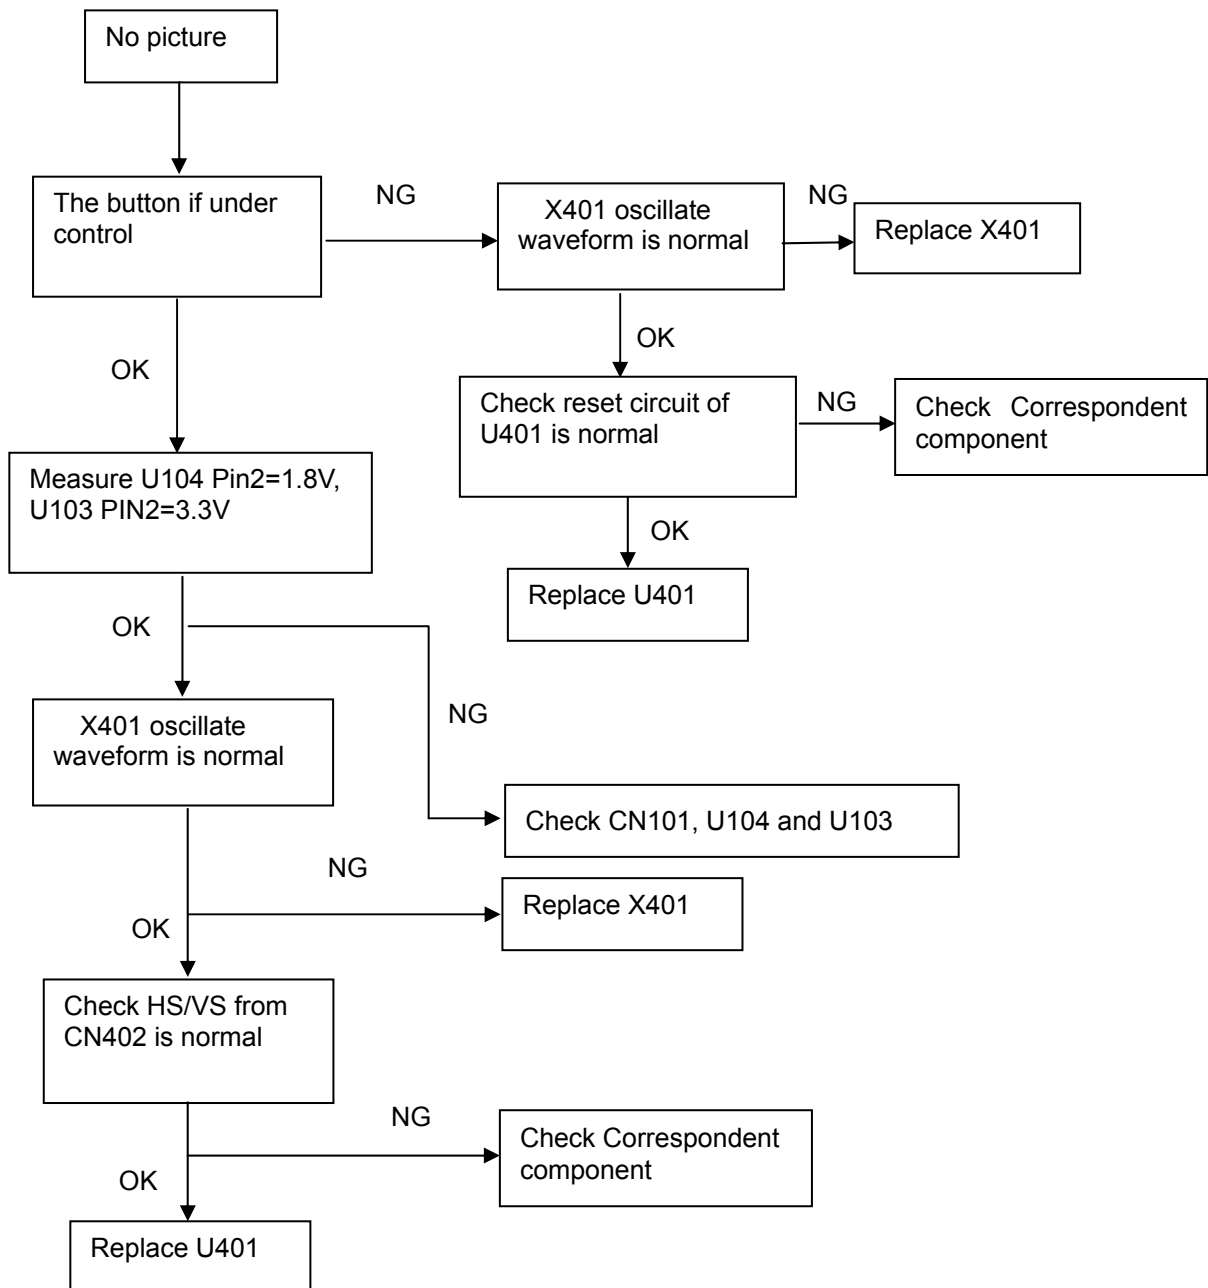 No picture
The button if under
control
NG
X401 oscillate
waveform is normal
NG
Replace X401
OK
OK
Check reset circuit of
U401 is normal
NG
Check Correspondent
component
Measure U104 Pin2=1.8V,
U103 PIN2=3.3V
OK
Replace U401
OK
X401 oscillate
waveform is normal
NG
Check CN101, U104 and U103
NG
Replace X401
OK
Check HS/VS from
CN402 is normal
NG
Check Correspondent
component
OK
Replace U401